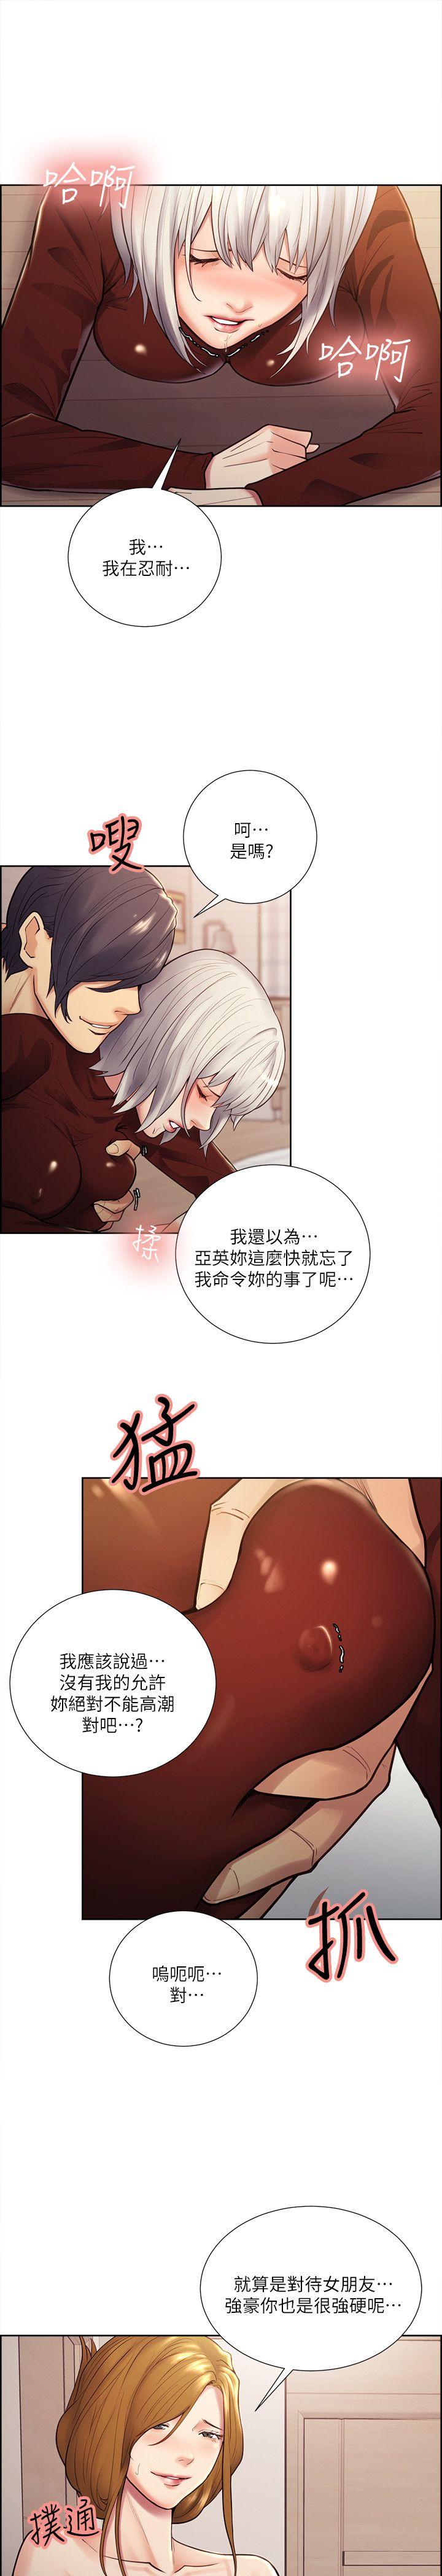 哈啊
哈啊
我⋯
我在忍耐⋯
呵⋯
是嗎?
嗖
揉
我還以為⋯
亞英妳這麼快就忘了
我命令妳的事了呢⋯
猛
我應該說過⋯
沒有我的允許
妳絕對不能高潮
對吧⋯?
抓
嗚呃呃⋯
對⋯
就算是對待女朋友⋯
強豪你也是很強硬呢⋯
撲通